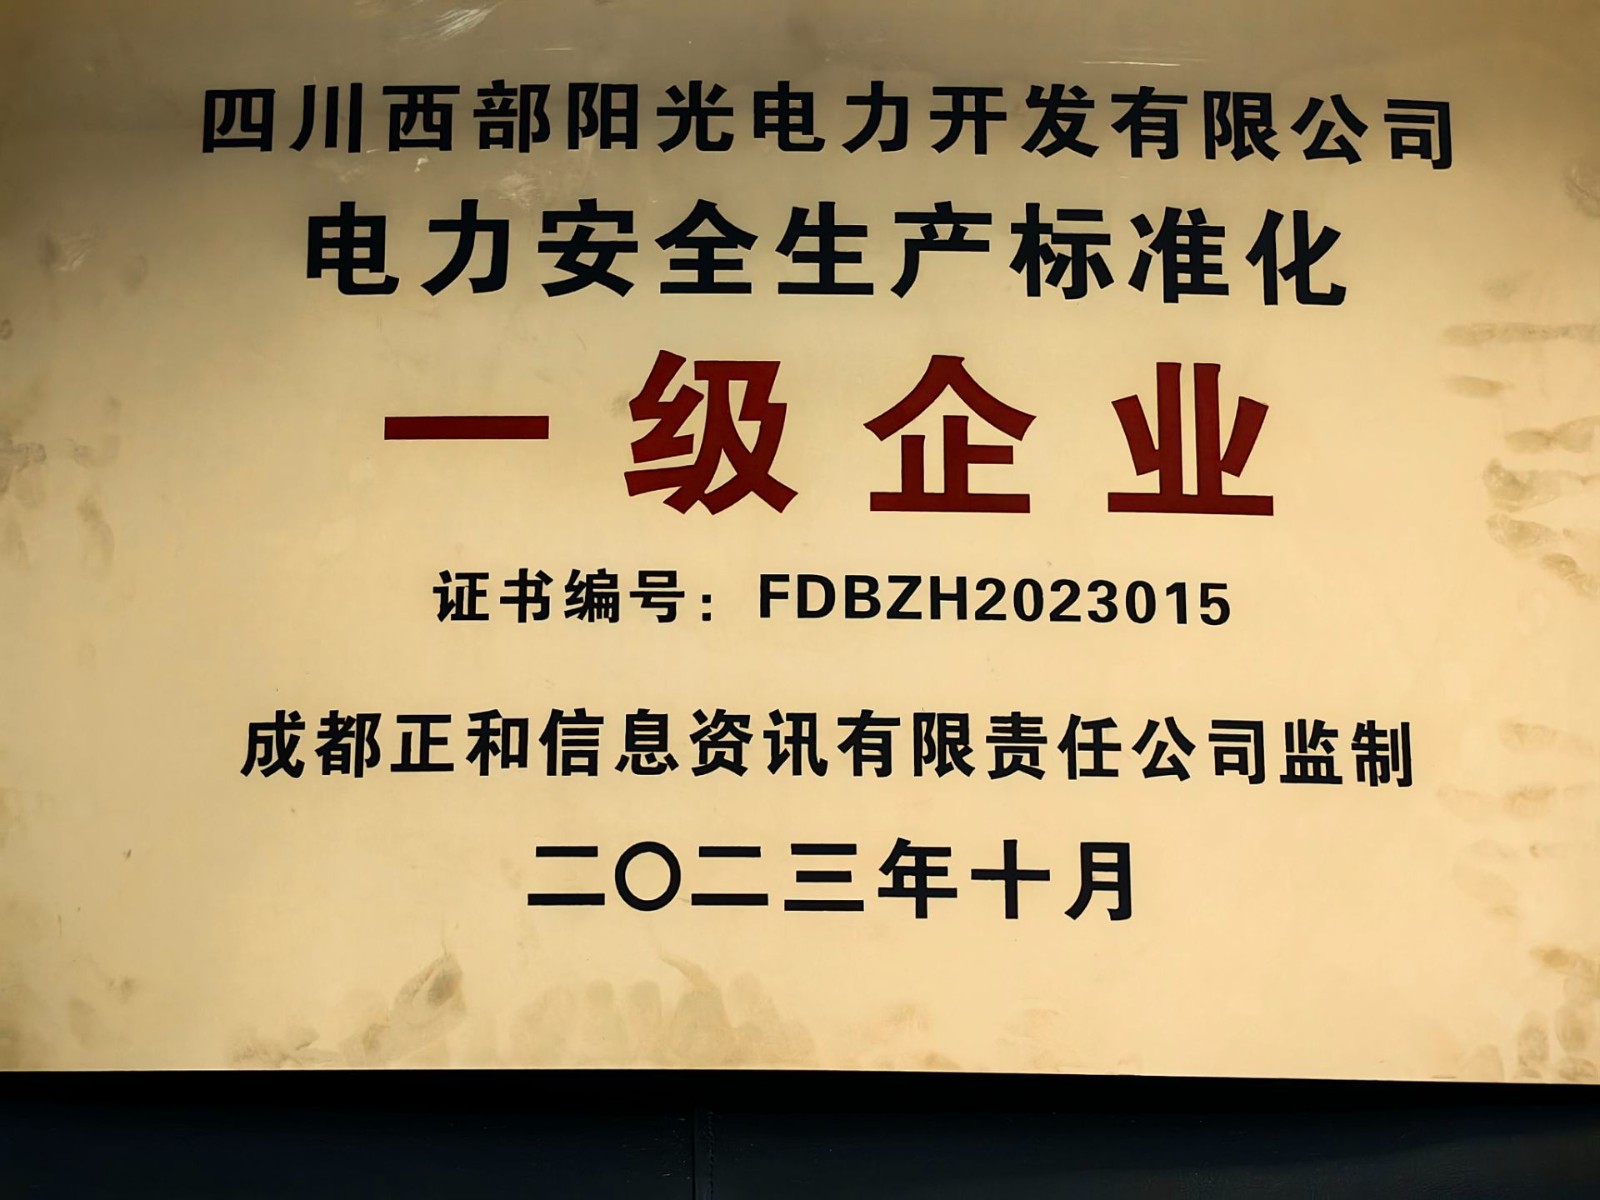 四川西部阳光电力开发有限公司
电力安全生产标准化
一级企业
证书编号：FDBZH2023015
成都正和信息资讯有限责任公司监制
二〇二三年十月